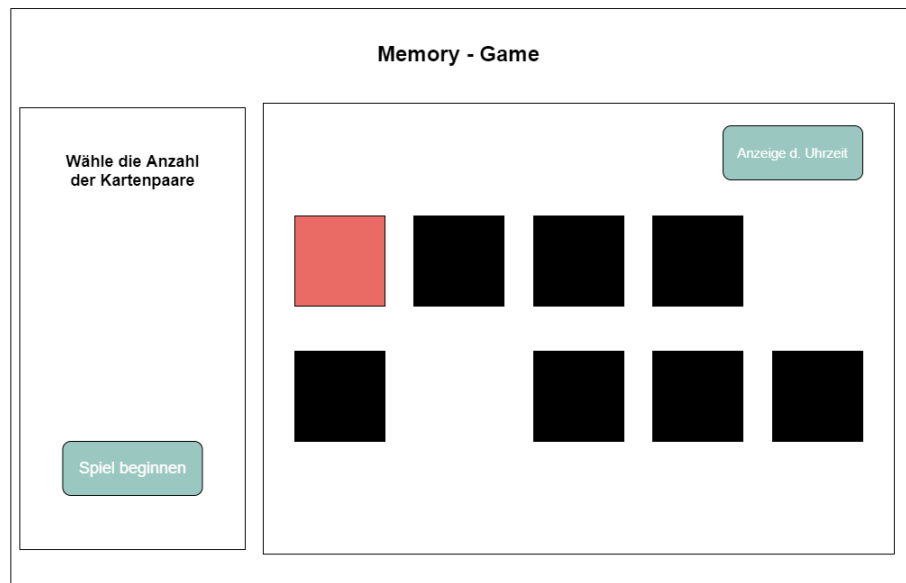 Memory - Game
Wähle die Anzahl
der Kartenpaare
Spiel beginnen
Anzeige d. Uhrzeit